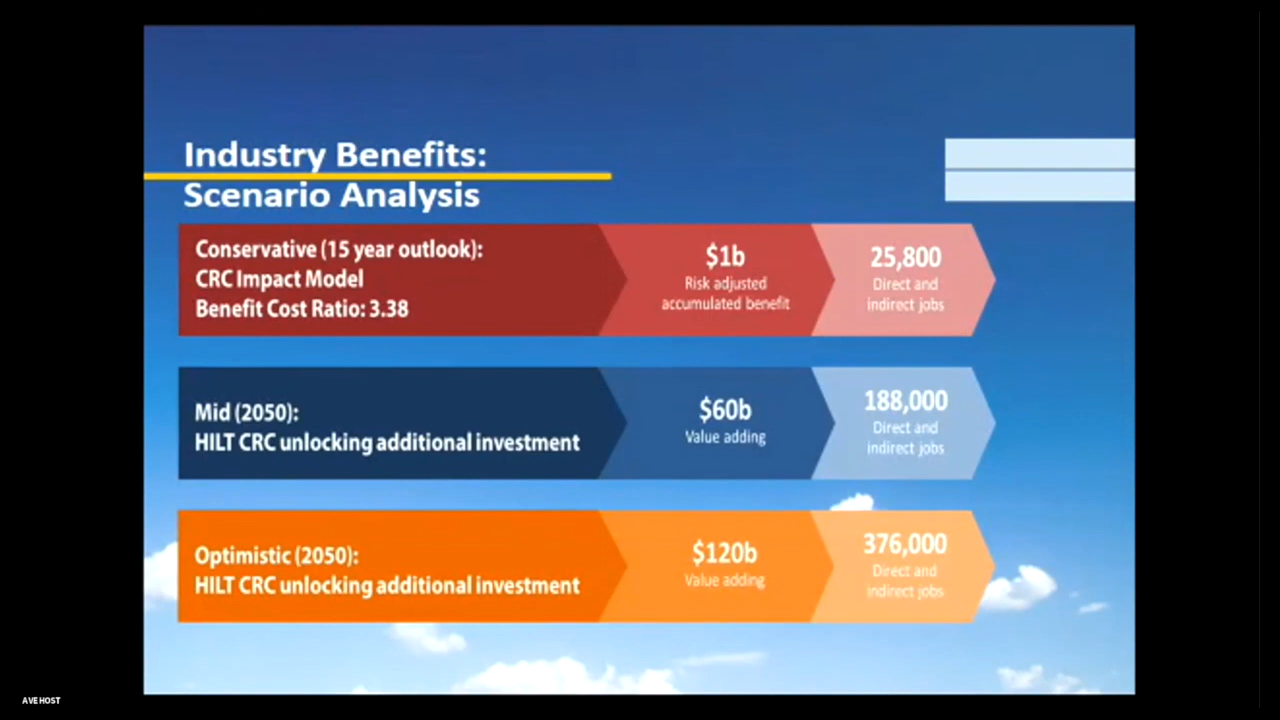 Industry Benefits:
Scenario Analysis
Conservative (15 year outlook):
CRC Impact Model
Benefit Cost Ratio: 3.38
$1b
Risk adjusted
accumulated benefit
25,800
Direct and
indirect jobs
Mid (2050):
HILT CRC unlocking additional investment
$60b
Value adding
188,000
Direct and
indirect jobs
Optimistic (2050):
HILT CRC unlocking additional investment
$120b
Value adding
376,000
Direct and
indirect jobs
AVE HOST